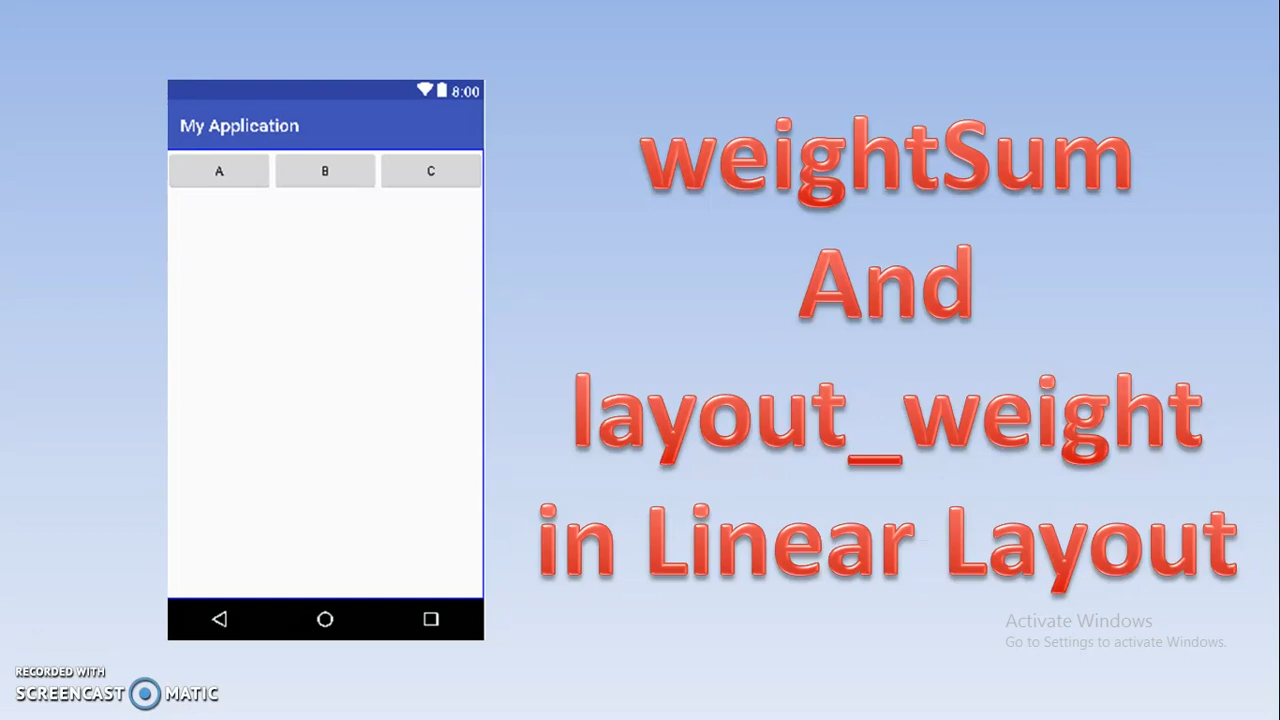 8:00
My Application
A B C
weightSum
And
layout_weight
in Linear Layout
Activate Windows
Go to Settings to activate Windows.
RECORDED WITH
SCREENCAST MATIC